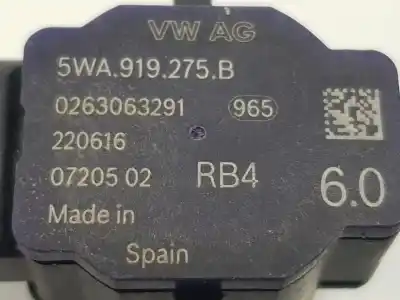 VW AG
5WA.919.275.B
0263063291 965
220616
07205 02 RB4 6.0
Made in
Spain